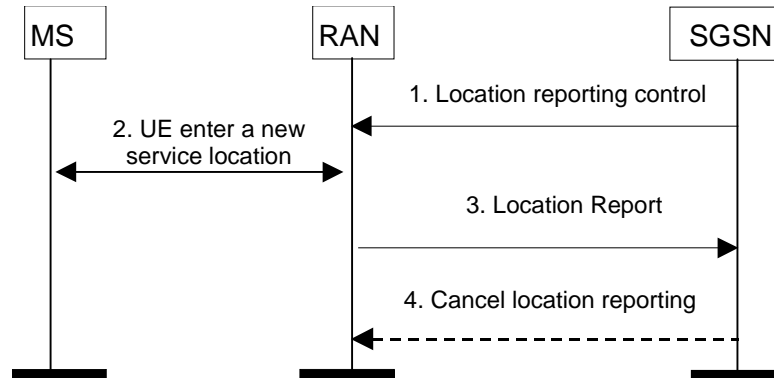 MS
RAN
SGSN
1. Location reporting control
2. UE enter a new
service location
3. Location Report
4. Cancel location reporting